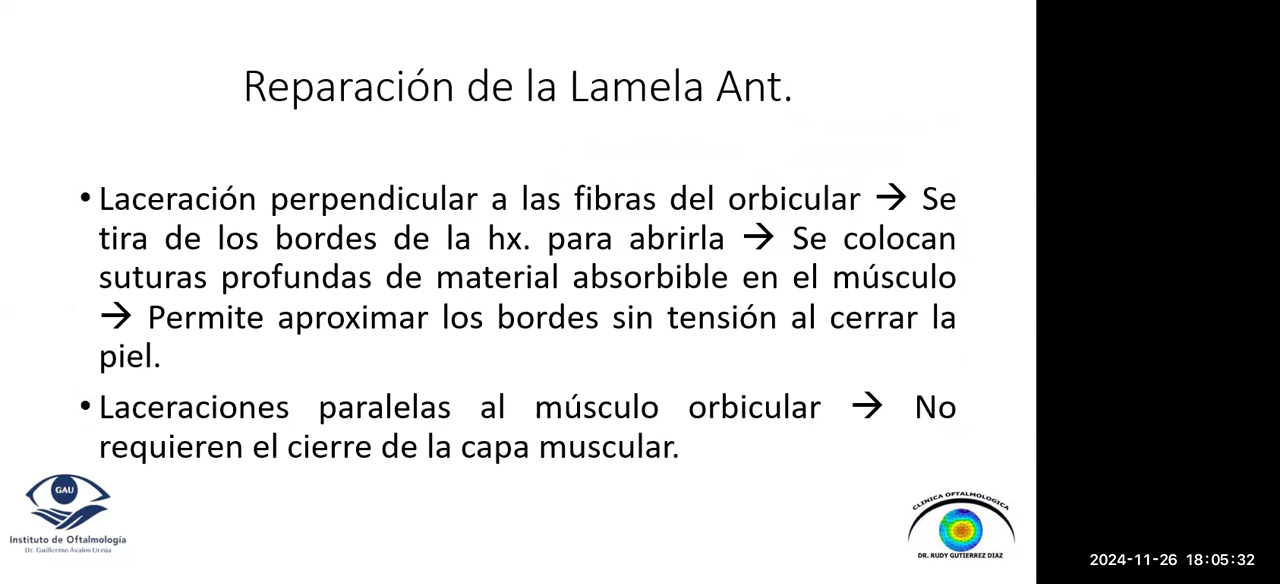 Reparación de la Lamela Ant.
• Laceración perpendicular a las fibras del orbicular → Se
tira de los bordes de la hx. para abrirla → Se colocan
suturas profundas de material absorbible en el músculo
→ Permite aproximar los bordes sin tensión al cerrar la
piel.
• Laceraciones paralelas al músculo orbicular → No
requieren el cierre de la capa muscular.
GAU
Instituto de Oftalmología
Dr. Guillermo Avalos Urzua
CLINICA OFTALMOLOGICA
DR. RUDY GUTIERREZ DIAZ
2024-11-26 18:05:32